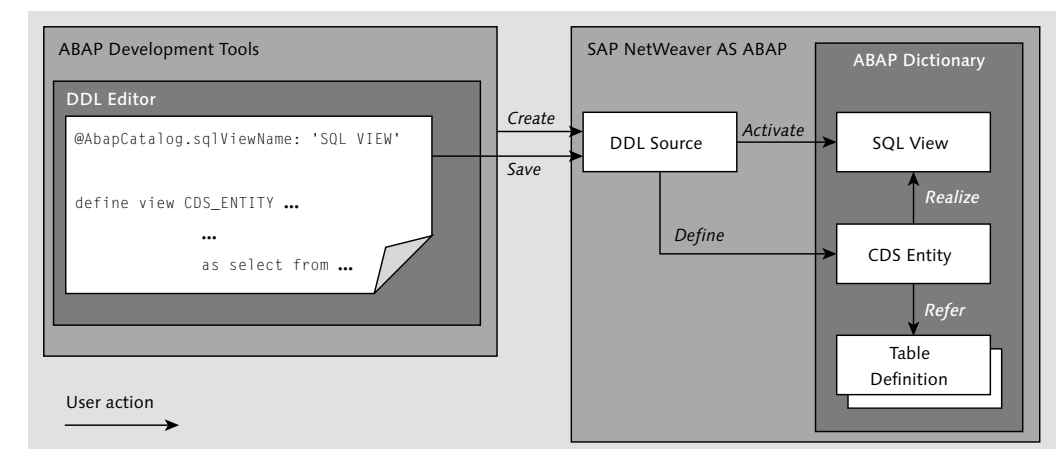 ABAP Development Tools
DDL Editor
@AbapCatalog.sqlViewName: 'SQL VIEW'
define view CDS_ENTITY ...
...
as select from ...
User action
Create
Save
SAP NetWeaver AS ABAP
DDL Source
Activate
Define
ABAP Dictionary
SQL View
Realize
CDS Entity
Refer
Table
Definition